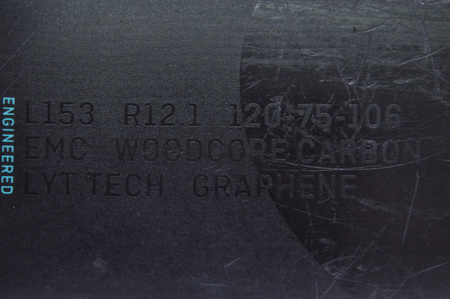 L153 R12.1 120-75-106
EMC WOODCORE CARBON
LYT TECH GRAPHENE
ENGINEERED